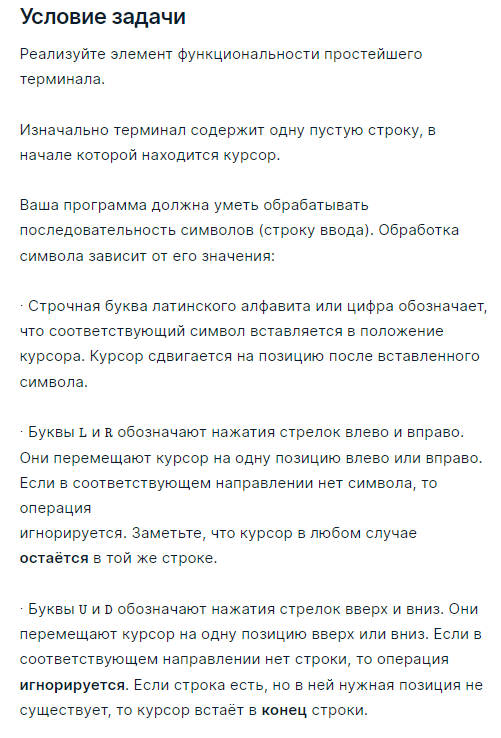 Условие задачи
Реализуйте элемент функциональности простейшего
терминала.
Изначально терминал содержит одну пустую строку, в
начале которой находится курсор.
Ваша программа должна уметь обрабатывать
последовательность символов (строку ввода). Обработка
символа зависит от его значения:
· Строчная буква латинского алфавита или цифра обозначает,
что соответствующий символ вставляется в положение
курсора. Курсор сдвигается на позицию после вставленного
символа.
· Буквы L и R обозначают нажатия стрелок влево и вправо.
Они перемещают курсор на одну позицию влево или вправо.
Если в соответствующем направлении нет символа, то
операция
игнорируется. Заметьте, что курсор в любом случае
остаётся в той же строке.
· Буквы U и D обозначают нажатия стрелок вверх и вниз. Они
перемещают курсор на одну позицию вверх или вниз. Если в
соответствующем направлении нет строки, то операция
игнорируется. Если строка есть, но в ней нужная позиция не
существует, то курсор встаёт в конец строки.